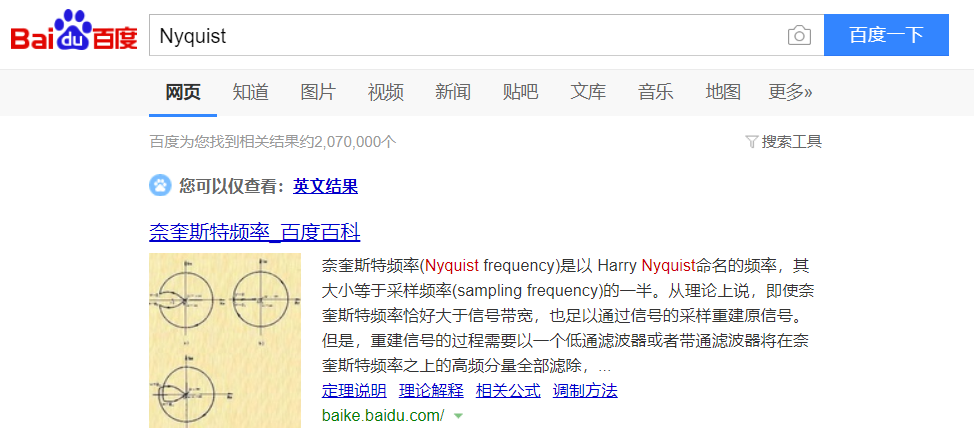 Bai du 百度
Nyquist
百度一下
网页 知道 图片 视频 新闻 贴吧 文库 音乐 地图 更多»
百度为您找到相关结果约2,070,000个
搜索工具
您可以仅查看：英文结果
奈奎斯特频率_百度百科
奈奎斯特频率(Nyquist frequency)是以 Harry Nyquist命名的频率，其
大小等于采样频率(sampling frequency)的一半。从理论上说，即使奈
奎斯特频率恰好大于信号带宽，也足以通过信号的采样重建原信号。
但是，重建信号的过程需要以一个低通滤波器或者带通滤波器将在奈
奎斯特频率之上的高频分量全部滤除，...
定理说明 理论解释 相关公式 调制方法
baike.baidu.com/